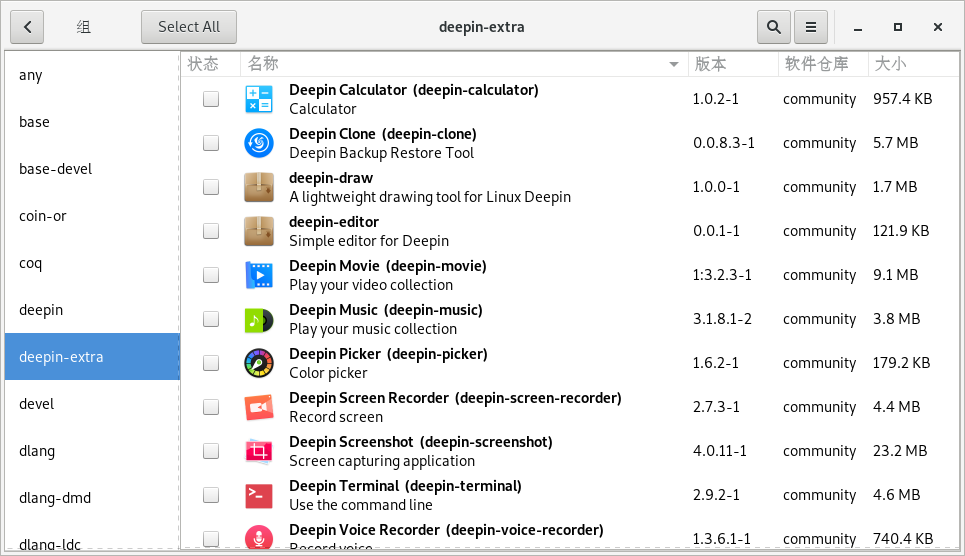 组 Select All deepin-extra
any
base
base-devel
coin-or
coq
deepin
deepin-extra
devel
dlang
dlang-dmd
dlang-ldc
状态 名称 版本 软件仓库 大小
Deepin Calculator (deepin-calculator)
Calculator
1.0.2-1 community 957.4 KB
Deepin Clone (deepin-clone)
Deepin Backup Restore Tool
0.0.8.3-1 community 5.7 MB
deepin-draw
A lightweight drawing tool for Linux Deepin
1.0.0-1 community 1.7 MB
deepin-editor
Simple editor for Deepin
0.0.1-1 community 121.9 KB
Deepin Movie (deepin-movie)
Play your video collection
1:3.2.3-1 community 9.1 MB
Deepin Music (deepin-music)
Play your music collection
3.1.8.1-2 community 3.8 MB
Deepin Picker (deepin-picker)
Color picker
1.6.2-1 community 179.2 KB
Deepin Screen Recorder (deepin-screen-recorder)
Record screen
2.7.3-1 community 4.4 MB
Deepin Screenshot (deepin-screenshot)
Screen capturing application
4.0.11-1 community 23.2 MB
Deepin Terminal (deepin-terminal)
Use the command line
2.9.2-1 community 4.6 MB
Deepin Voice Recorder (deepin-voice-recorder)
Record voice
1.3.6.1-1 community 740.4 KB